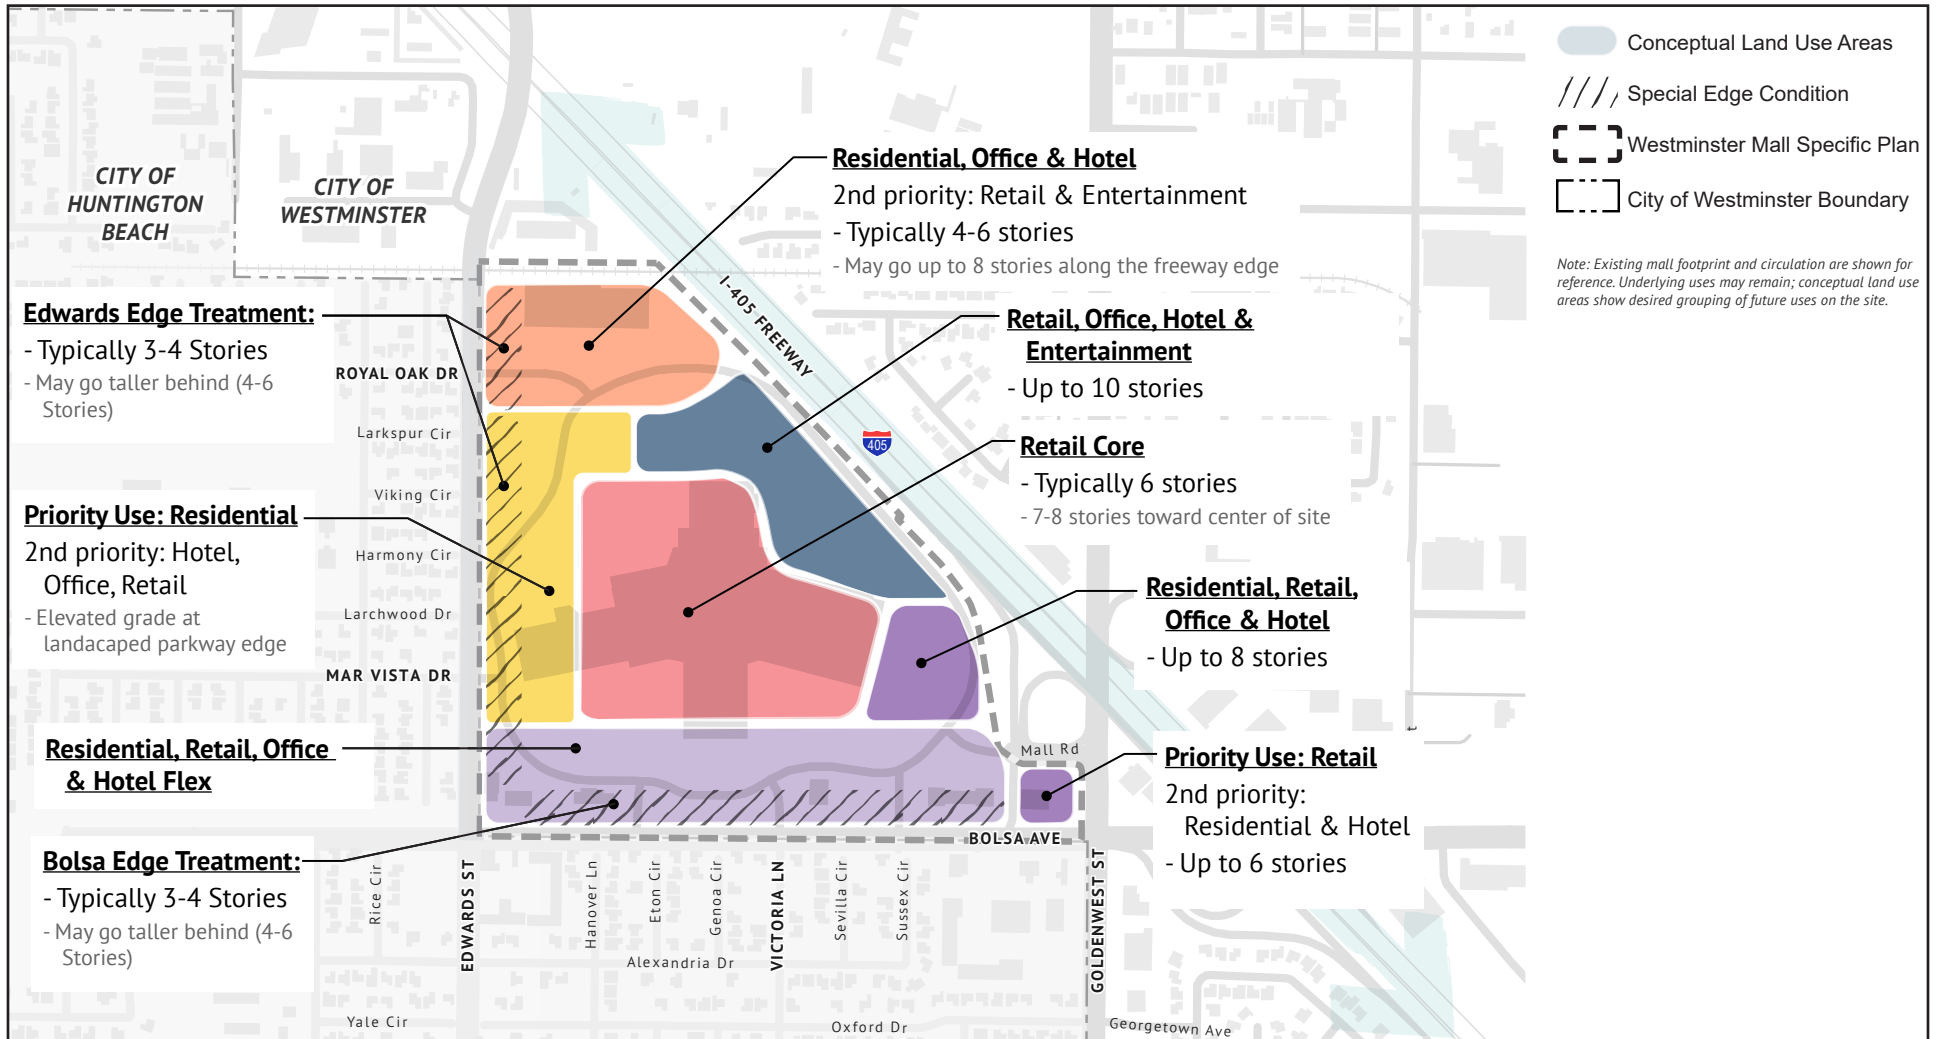 Conceptual Land Use Areas
Special Edge Condition
Westminster Mall Specific Plan
City of Westminster Boundary
Note: Existing mall footprint and circulation are shown for
reference. Underlying uses may remain; conceptual land use
areas show desired grouping of future uses on the site.
CITY OF
HUNTINGTON
BEACH
CITY OF
WESTMINSTER
Residential, Office & Hotel
2nd priority: Retail & Entertainment
- Typically 4-6 stories
- May go up to 8 stories along the freeway edge
I-405 FREEWAY
405
Edwards Edge Treatment:
- Typically 3-4 Stories
- May go taller behind (4-6
Stories)
Retail, Office, Hotel &
Entertainment
- Up to 10 stories
Retail Core
- Typically 6 stories
- 7-8 stories toward center of site
Priority Use: Residential
2nd priority: Hotel,
Office, Retail
- Elevated grade at
landacaped parkway edge
Residential, Retail,
Office & Hotel
- Up to 8 stories
Residential, Retail, Office
& Hotel Flex
Priority Use: Retail
2nd priority:
Residential & Hotel
- Up to 6 stories
Bolsa Edge Treatment:
- Typically 3-4 Stories
- May go taller behind (4-6
Stories)
ROYAL OAK DR
Larkspur Cir
Viking Cir
Harmony Cir
Larchwood Dr
MAR VISTA DR
Mall Rd
BOLSA AVE
Rice Cir
EDWARDS ST
Hanover Ln
Eton Cir
Genoa Cir
VICTORIA LN
Sevilla Cir
Sussex Cir
GOLDENWEST ST
Alexandria Dr
Yale Cir
Oxford Dr
Georgetown Ave